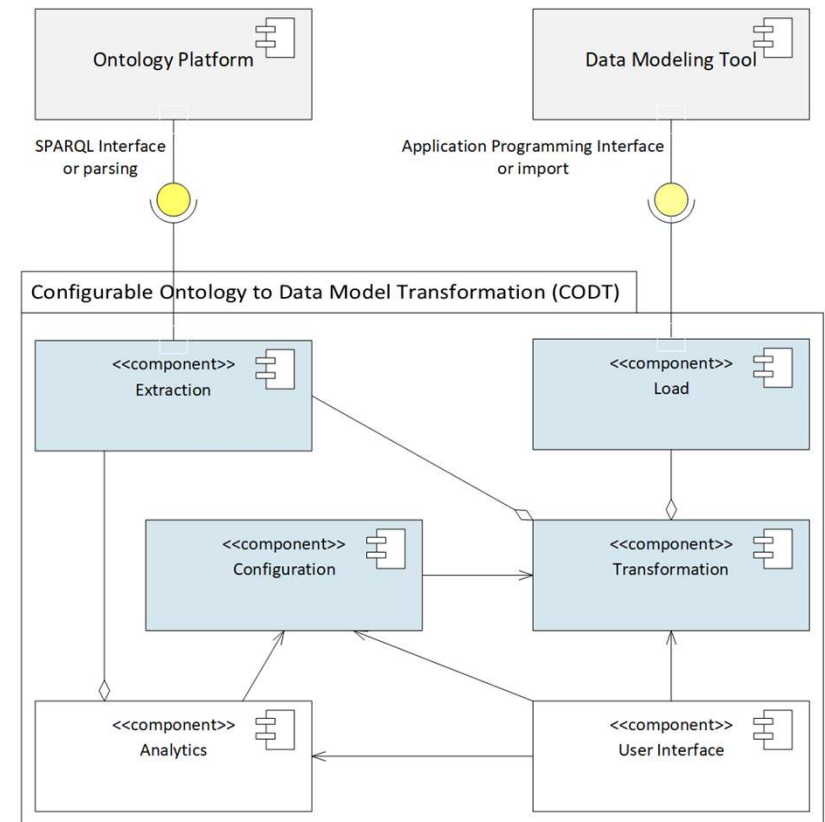 Ontology Platform
Data Modeling Tool
SPARQL Interface
or parsing
Application Programming Interface
or import
Configurable Ontology to Data Model Transformation (CODT)
<<component>>
Extraction
<<component>>
Load
<<component>>
Configuration
<<component>>
Transformation
<<component>>
Analytics
<<component>>
User Interface